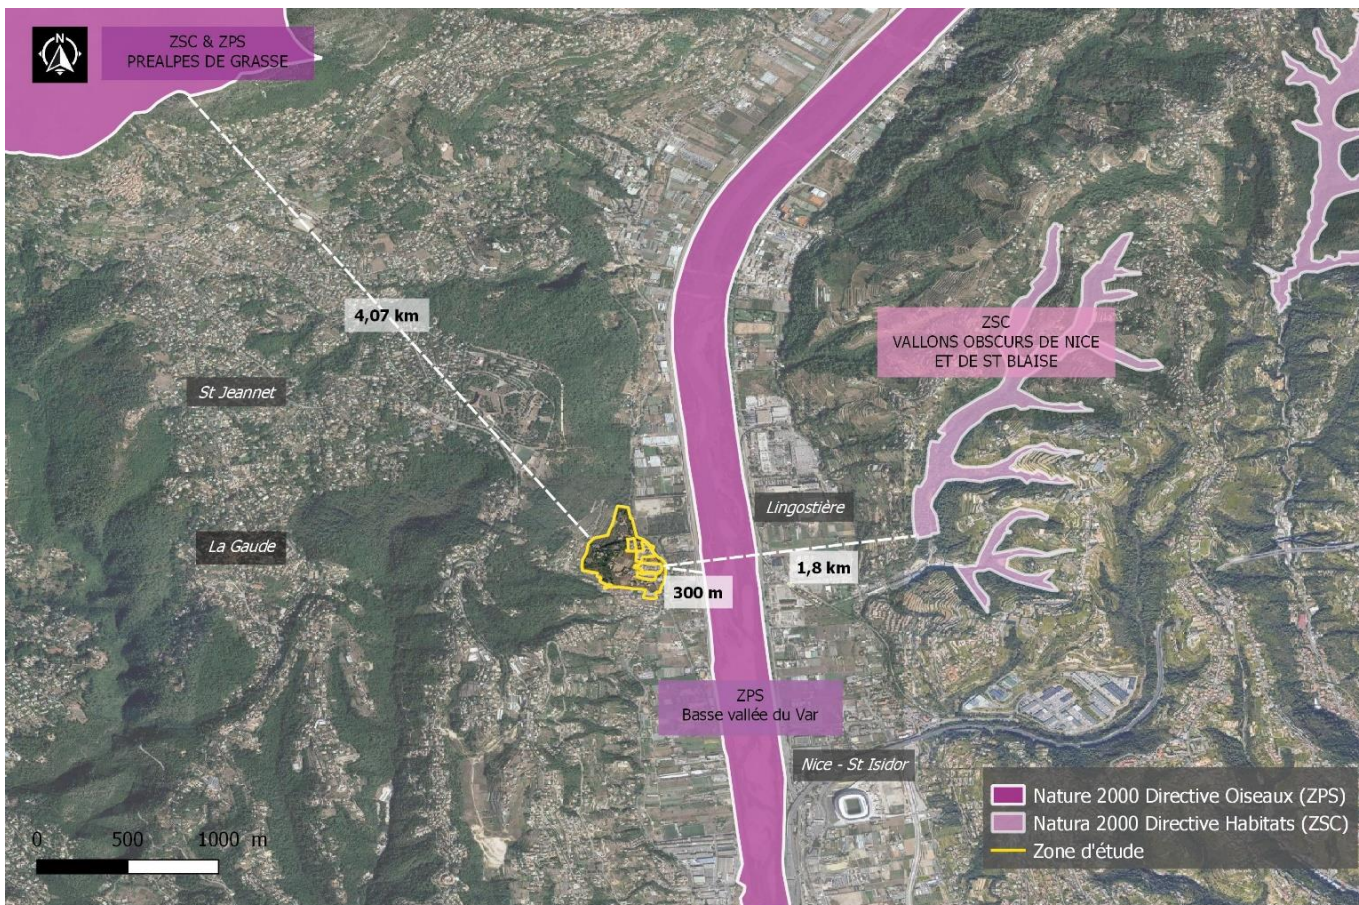 N
ZSC & ZPS
PREALPES DE GRASSE
4,07 km
ZSC
VALLONS OBSCURS DE NICE
ET DE ST BLAISE
St Jeannet
Lingostière
La Gaude
1,8 km
300 m
ZPS
Basse vallée du Var
Nice - St Isidor
Nature 2000 Directive Oiseaux (ZPS)
Natura 2000 Directive Habitats (ZSC)
Zone d'étude
0 500 1000 m